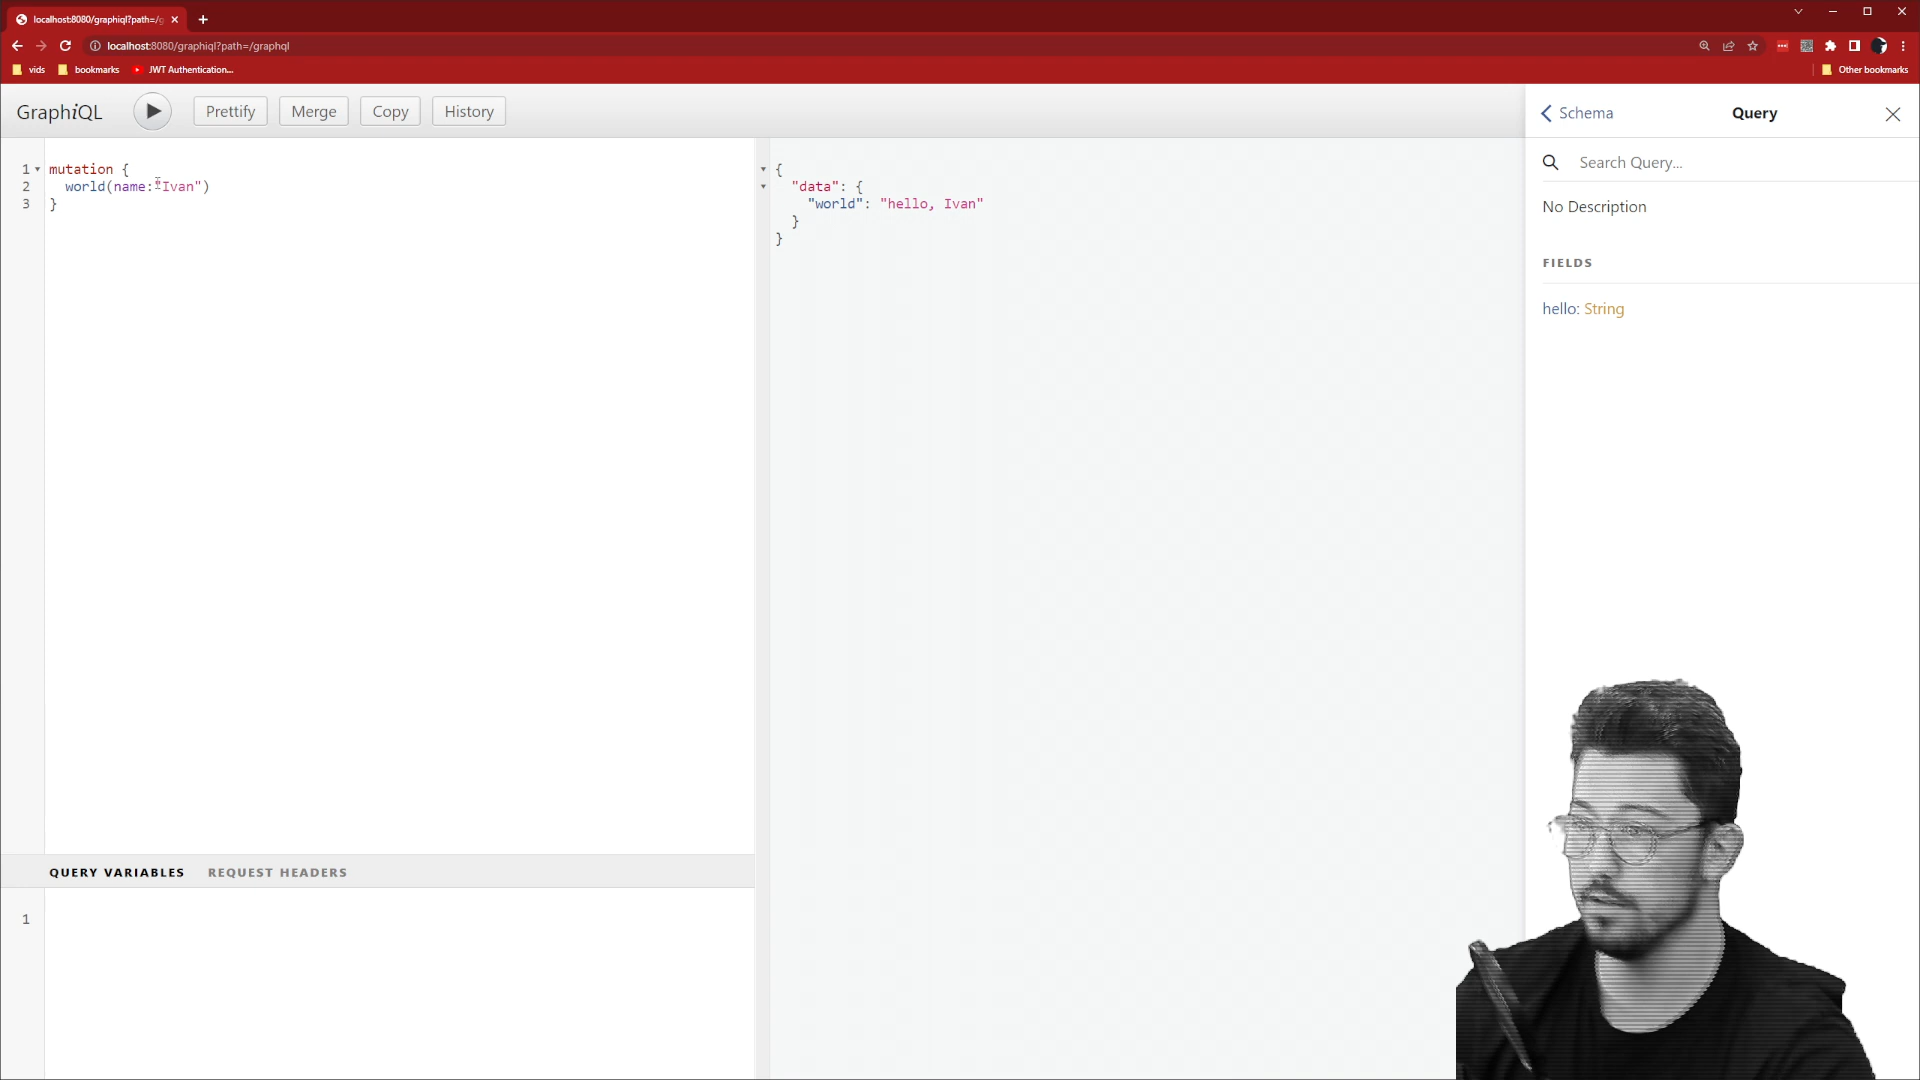 localhost:8080/graphiql?path=/g
localhost:8080/graphiql?path=/graphql
vids
bookmarks
JWT Authentication...
Other bookmarks
GraphiQL
Prettify
Merge
Copy
History
Schema
Query
1 mutation {
2 world(name:"Ivan")
3 }
{
"data": {
"world": "hello, Ivan"
}
}
Search Query...
No Description
FIELDS
hello: String
QUERY VARIABLES
REQUEST HEADERS
1